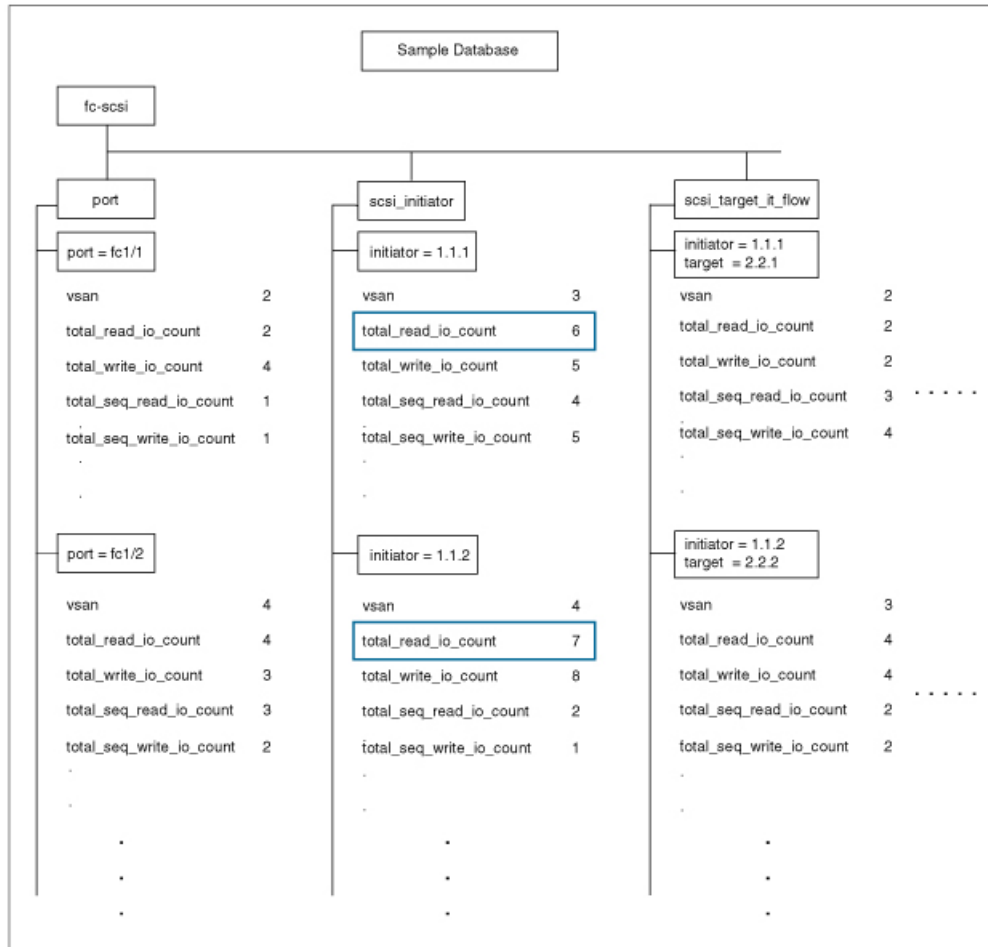 Sample Database
fc-scsi
port
scsi_initiator
scsi_target_it_flow
port = fc1/1
vsan 2
total_read_io_count 2
total_write_io_count 4
total_seq_read_io_count 1
total_seq_write_io_count 1
initiator = 1.1.1
vsan 3
total_read_io_count 6
total_write_io_count 5
total_seq_read_io_count 4
total_seq_write_io_count 5
initiator = 1.1.1
target = 2.2.1
vsan 2
total_read_io_count 2
total_write_io_count 2
total_seq_read_io_count 3
total_seq_write_io_count 4
port = fc1/2
vsan 4
total_read_io_count 4
total_write_io_count 3
total_seq_read_io_count 3
total_seq_write_io_count 2
initiator = 1.1.2
vsan 4
total_read_io_count 7
total_write_io_count 8
total_seq_read_io_count 2
total_seq_write_io_count 1
initiator = 1.1.2
target = 2.2.2
vsan 3
total_read_io_count 4
total_write_io_count 4
total_seq_read_io_count 2
total_seq_write_io_count 2